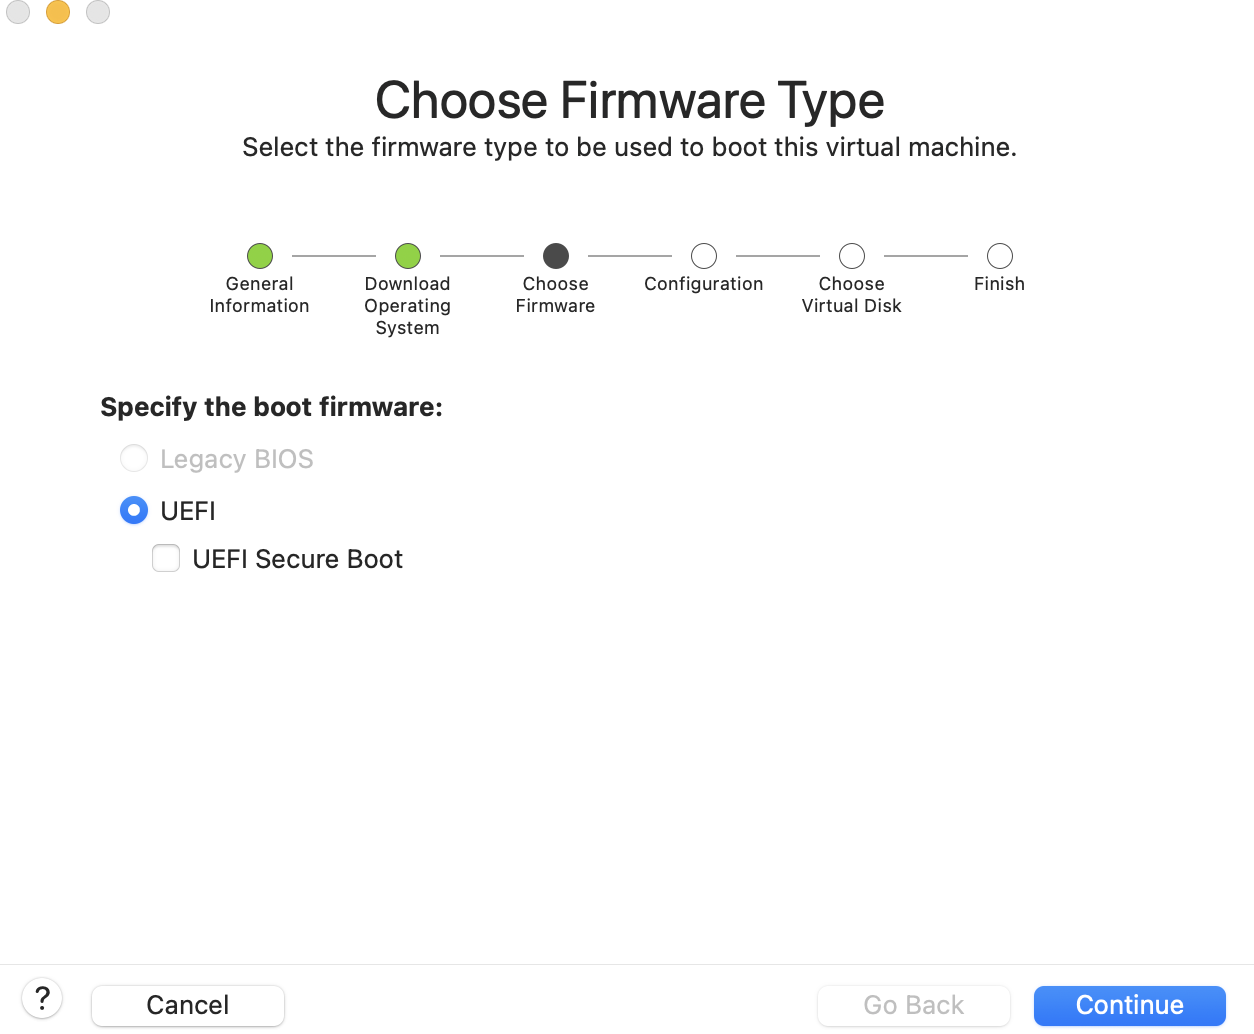 Choose Firmware Type
Select the firmware type to be used to boot this virtual machine.
General Information
Download Operating System
Choose Firmware
Configuration
Choose Virtual Disk
Finish
Specify the boot firmware:
Legacy BIOS
UEFI
UEFI Secure Boot
?
Cancel
Go Back
Continue